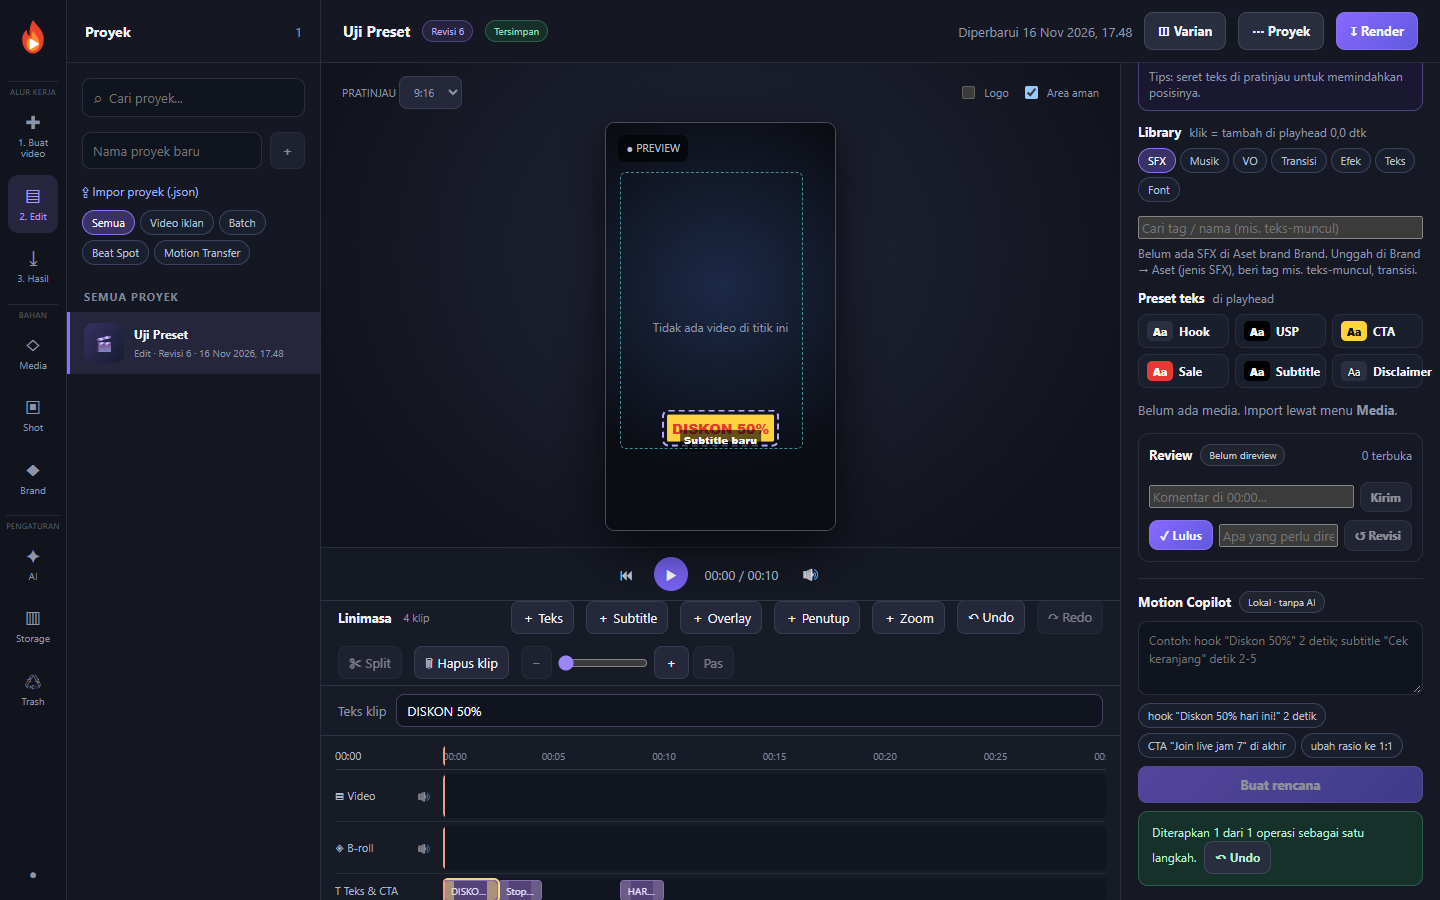 ALUR KERJA
1. Buat video
2. Edit
3. Hasil
BAHAN
Media
Shot
Brand
PENGATURAN
AI
Storage
Trash
Proyek 1
Cari proyek...
Nama proyek baru +
Impor proyek (.json)
Semua Video iklan Batch
Beat Spot Motion Transfer
SEMUA PROYEK
Uji Preset
Edit · Revisi 6 · 16 Nov 2026, 17.48
Uji Preset Revisi 6 Tersimpan
Diperbarui 16 Nov 2026, 17.48 Varian Proyek Render
PRATINJAU 9:16 Logo Area aman
PREVIEW
Tidak ada video di titik ini
DISKON 50%
Subtitle baru
00:00 / 00:10
Linimasa 4 klip + Teks + Subtitle + Overlay + Penutup + Zoom Undo Redo
Split Hapus klip − + Pas
Teks klip DISKON 50%
00:00 00:00 00:05 00:10 00:15 00:20 00:25 00:
Video
B-roll
T Teks & CTA DISKO... Stop... HAR...
Tips: seret teks di pratinjau untuk memindahkan
posisinya.
Library klik = tambah di playhead 0,0 dtk
SFX Musik VO Transisi Efek Teks
Font
Cari tag / nama (mis. teks-muncul)
Belum ada SFX di Aset brand Brand. Unggah di Brand
→ Aset (jenis SFX), beri tag mis. teks-muncul, transisi.
Preset teks di playhead
Aa Hook Aa USP Aa CTA
Aa Sale Aa Subtitle Aa Disclaimer
Belum ada media. Import lewat menu Media.
Review Belum direview 0 terbuka
Komentar di 00:00... Kirim
✓ Lulus Apa yang perlu dire Revisi
Motion Copilot Lokal · tanpa AI
Contoh: hook "Diskon 50%" 2 detik; subtitle "Cek
keranjang" detik 2-5
hook "Diskon 50% hari ini!" 2 detik
CTA "Join live jam 7" di akhir ubah rasio ke 1:1
Buat rencana
Diterapkan 1 dari 1 operasi sebagai satu
langkah. Undo